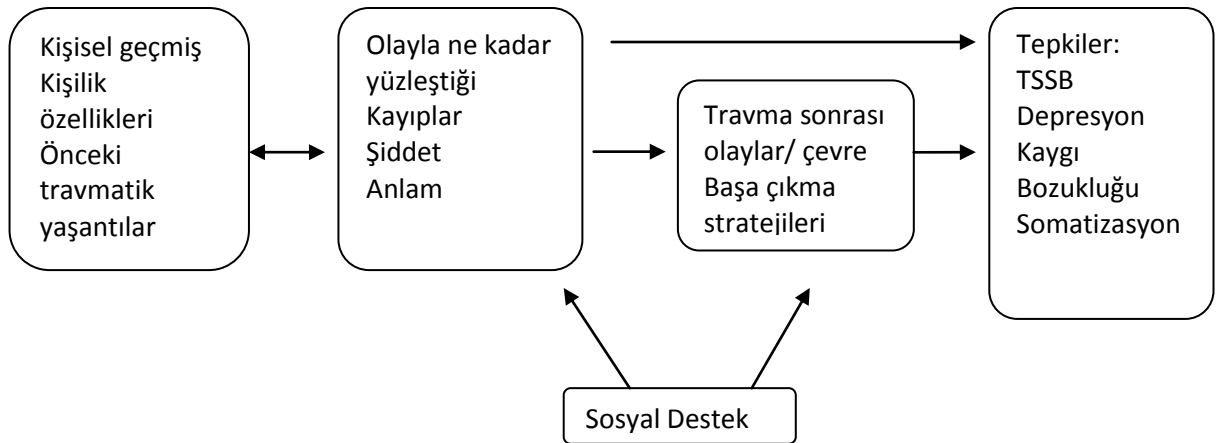 Kişisel geçmiş
Kişilik
özellikleri
Önceki
travmatik
yaşantılar
Olayla ne kadar
yüzleştiği
Kayıplar
Şiddet
Anlam
Travma sonrası
olaylar/ çevre
Başa çıkma
stratejileri
Tepkiler:
TSSB
Depresyon
Kaygı
Bozukluğu
Somatizasyon
Sosyal Destek